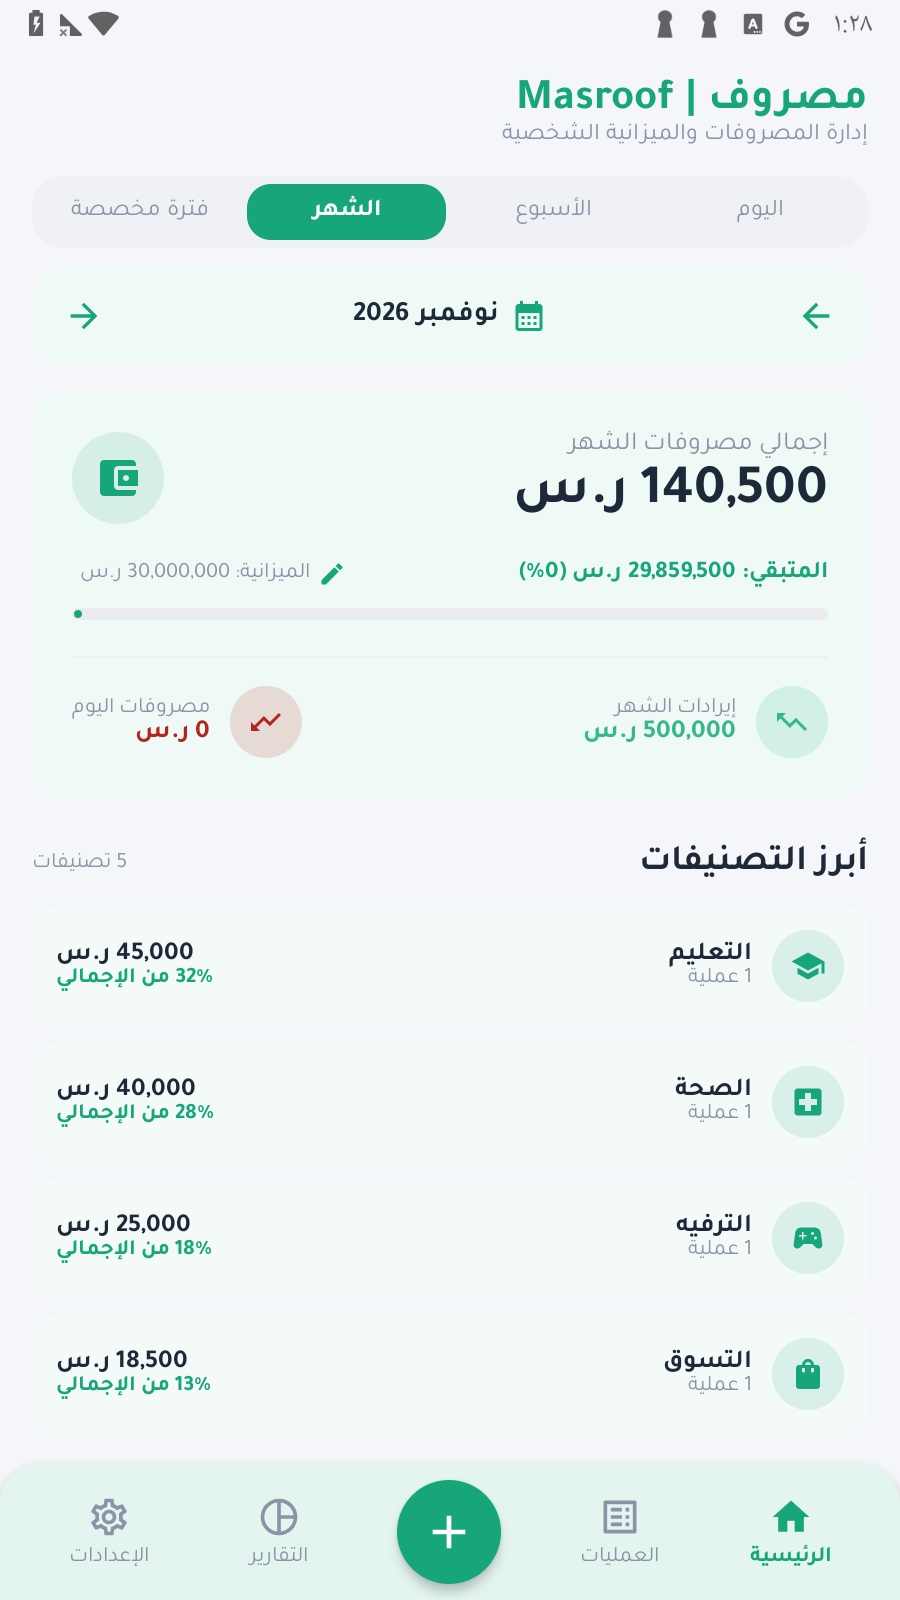 ١:٢٨
مصروف | Masroof
إدارة المصروفات والميزانية الشخصية
اليوم
الأسبوع
الشهر
فترة مخصصة
نوفمبر 2026
إجمالي مصروفات الشهر
140,500 ر.س
المتبقي: 29,859,500 ر.س (0%)
الميزانية: 30,000,000 ر.س
إيرادات الشهر
500,000 ر.س
مصروفات اليوم
0 ر.س
أبرز التصنيفات
5 تصنيفات
التعليم
1 عملية
45,000 ر.س
32% من الإجمالي
الصحة
1 عملية
40,000 ر.س
28% من الإجمالي
الترفيه
1 عملية
25,000 ر.س
18% من الإجمالي
التسوق
1 عملية
18,500 ر.س
13% من الإجمالي
الرئيسية
العمليات
التقارير
الإعدادات